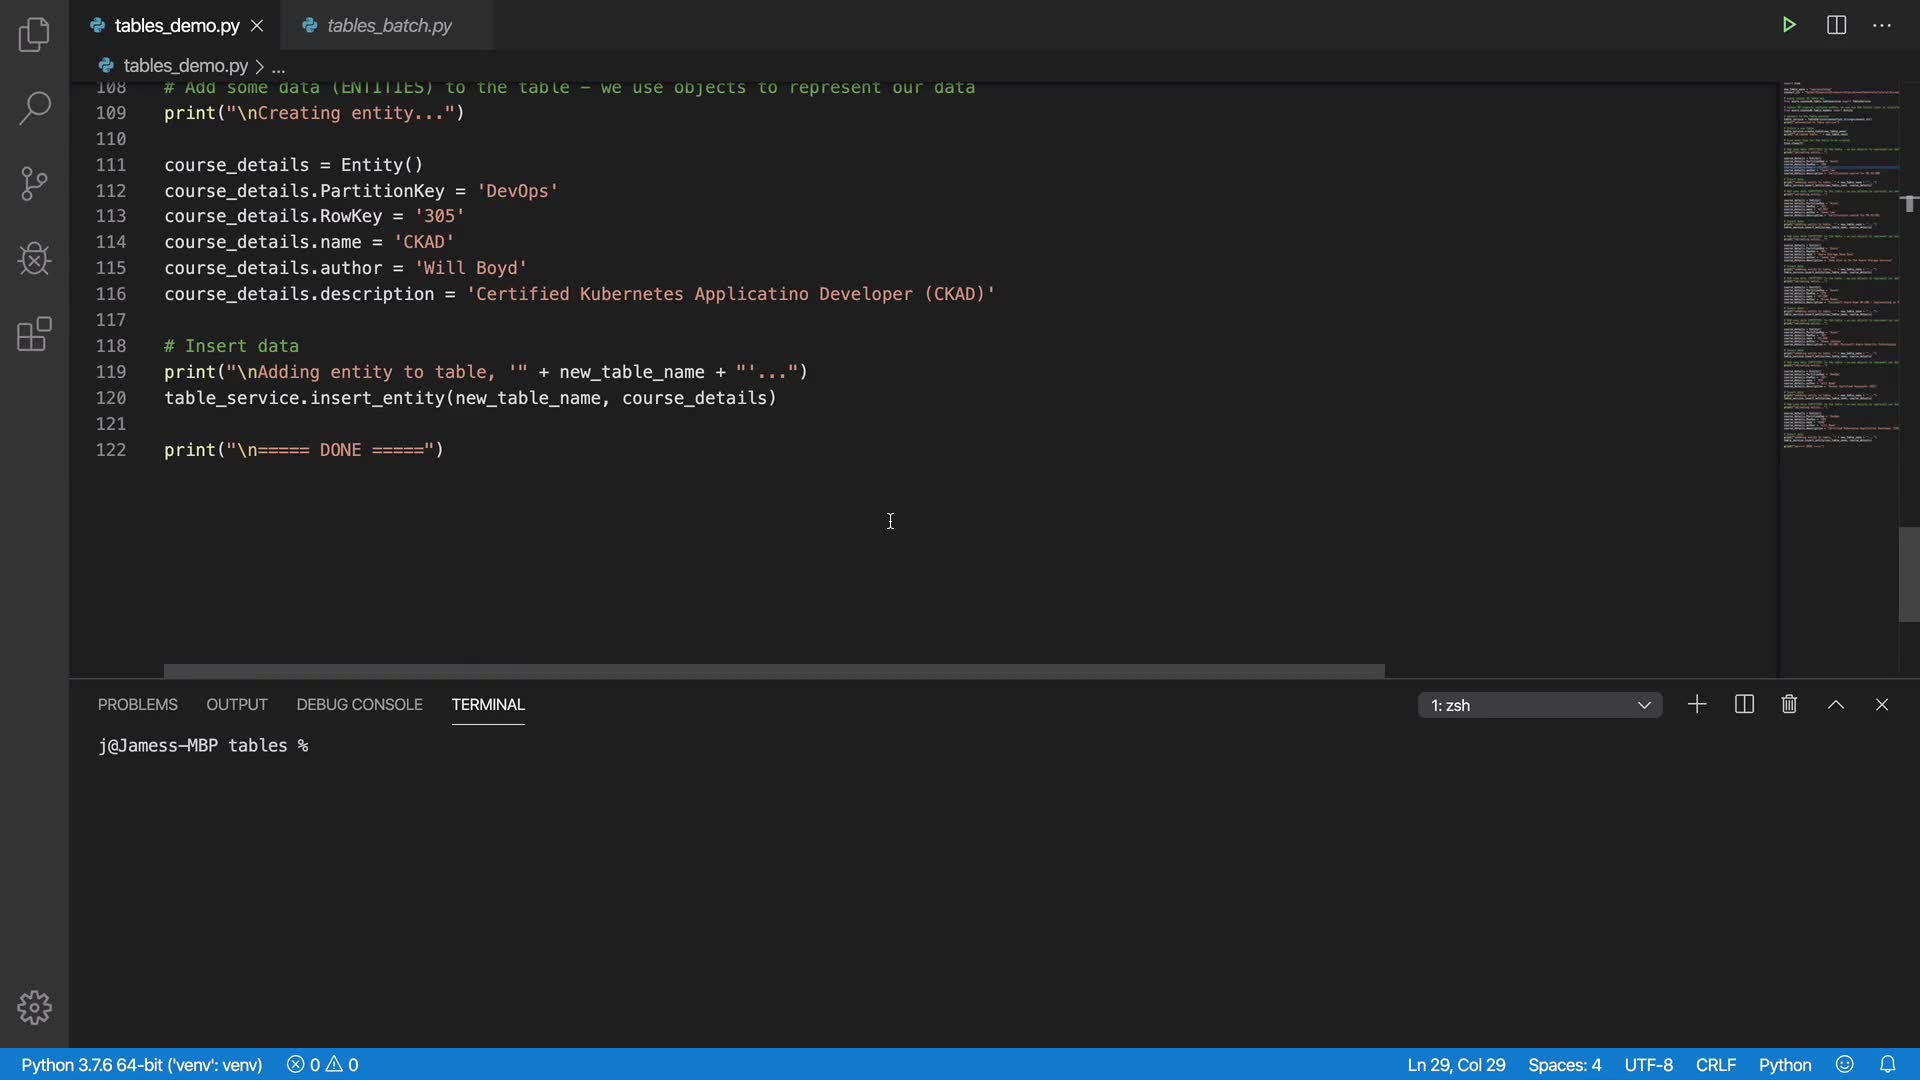 tables_demo.py
tables_batch.py
tables_demo.py > ...
108 # Add some data (ENTITIES) to the table – we use objects to represent our data
109 print("\nCreating entity...")
110
111 course_details = Entity()
112 course_details.PartitionKey = 'DevOps'
113 course_details.RowKey = '305'
114 course_details.name = 'CKAD'
115 course_details.author = 'Will Boyd'
116 course_details.description = 'Certified Kubernetes Applicatino Developer (CKAD)'
117
118 # Insert data
119 print("\nAdding entity to table, '" + new_table_name + "'...")
120 table_service.insert_entity(new_table_name, course_details)
121
122 print("\n===== DONE =====")
PROBLEMS OUTPUT DEBUG CONSOLE TERMINAL 1: zsh
j@Jamess-MBP tables %
Python 3.7.6 64-bit ('venv': venv) 0 0 Ln 29, Col 29 Spaces: 4 UTF-8 CRLF Python